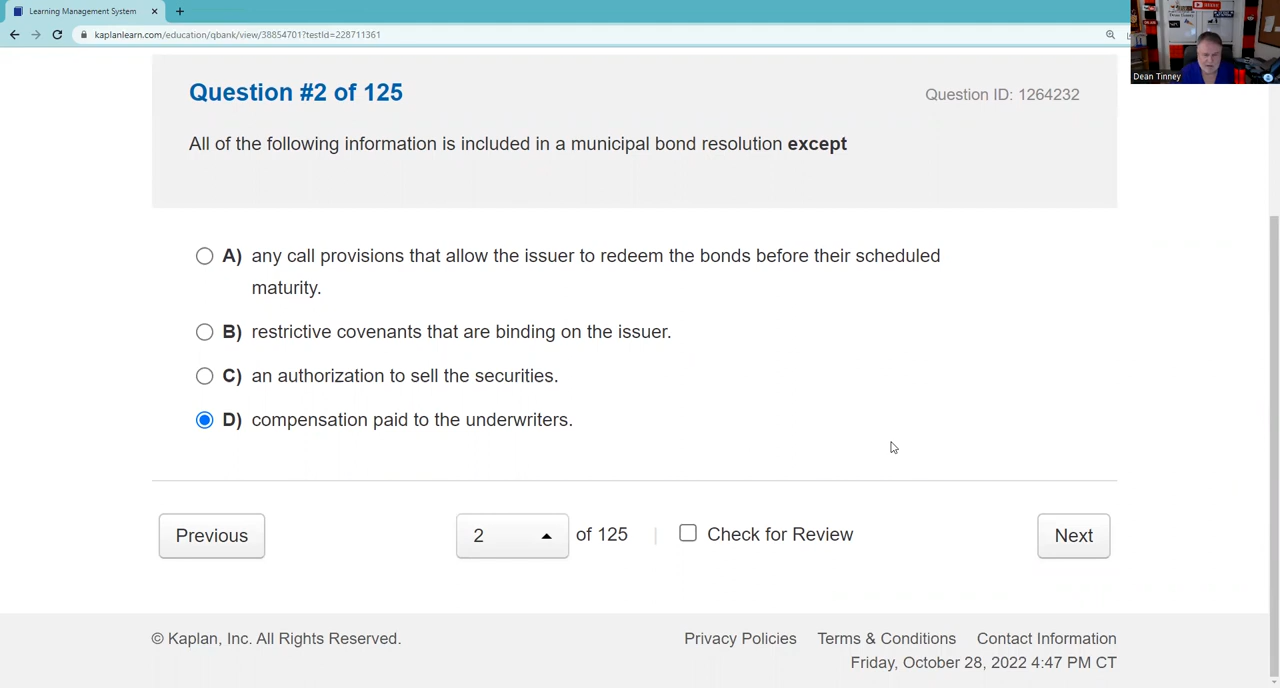 Learning Management System
kaplanlearn.com/education/qbank/view/38854701?testId=228711361
Dean Tinney
Question #2 of 125
Question ID: 1264232
All of the following information is included in a municipal bond resolution except
A) any call provisions that allow the issuer to redeem the bonds before their scheduled
maturity.
B) restrictive covenants that are binding on the issuer.
C) an authorization to sell the securities.
D) compensation paid to the underwriters.
Previous
2
of 125
Check for Review
Next
© Kaplan, Inc. All Rights Reserved.
Privacy Policies Terms & Conditions Contact Information
Friday, October 28, 2022 4:47 PM CT